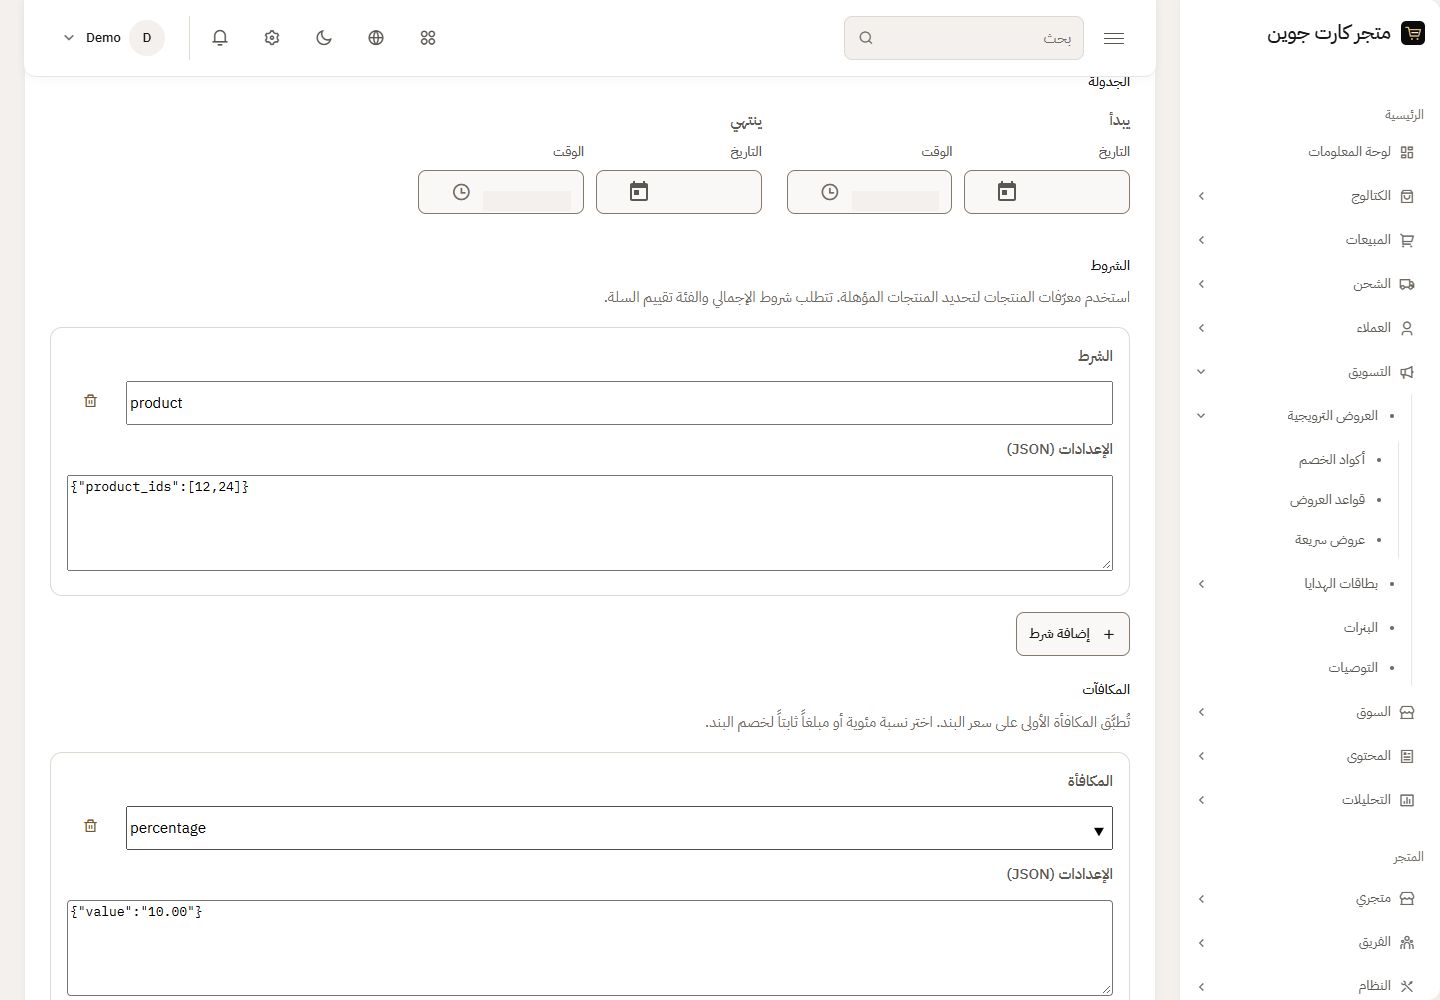 متجر كارت جوين
الرئيسية
لوحة المعلومات
الكتالوج
المبيعات
الشحن
العملاء
التسويق
العروض الترويجية
أكواد الخصم
قواعد العروض
عروض سريعة
بطاقات الهدايا
البنرات
التوصيات
السوق
المحتوى
التحليلات
المتجر
متجري
الفريق
النظام
بحث
Demo D
الجدولة
يبدأ
ينتهي
التاريخ
الوقت
التاريخ
الوقت
الشروط
استخدم معرّفات المنتجات لتحديد المنتجات المؤهلة. تتطلب شروط الإجمالي والفئة تقييم السلة.
الشرط
product
الإعدادات (JSON)
{"product_ids":[12,24]}
إضافة شرط
المكافآت
تُطبَّق المكافأة الأولى على سعر البند. اختر نسبة مئوية أو مبلغاً ثابتاً لخصم البند.
المكافأة
percentage
الإعدادات (JSON)
{"value":"10.00"}